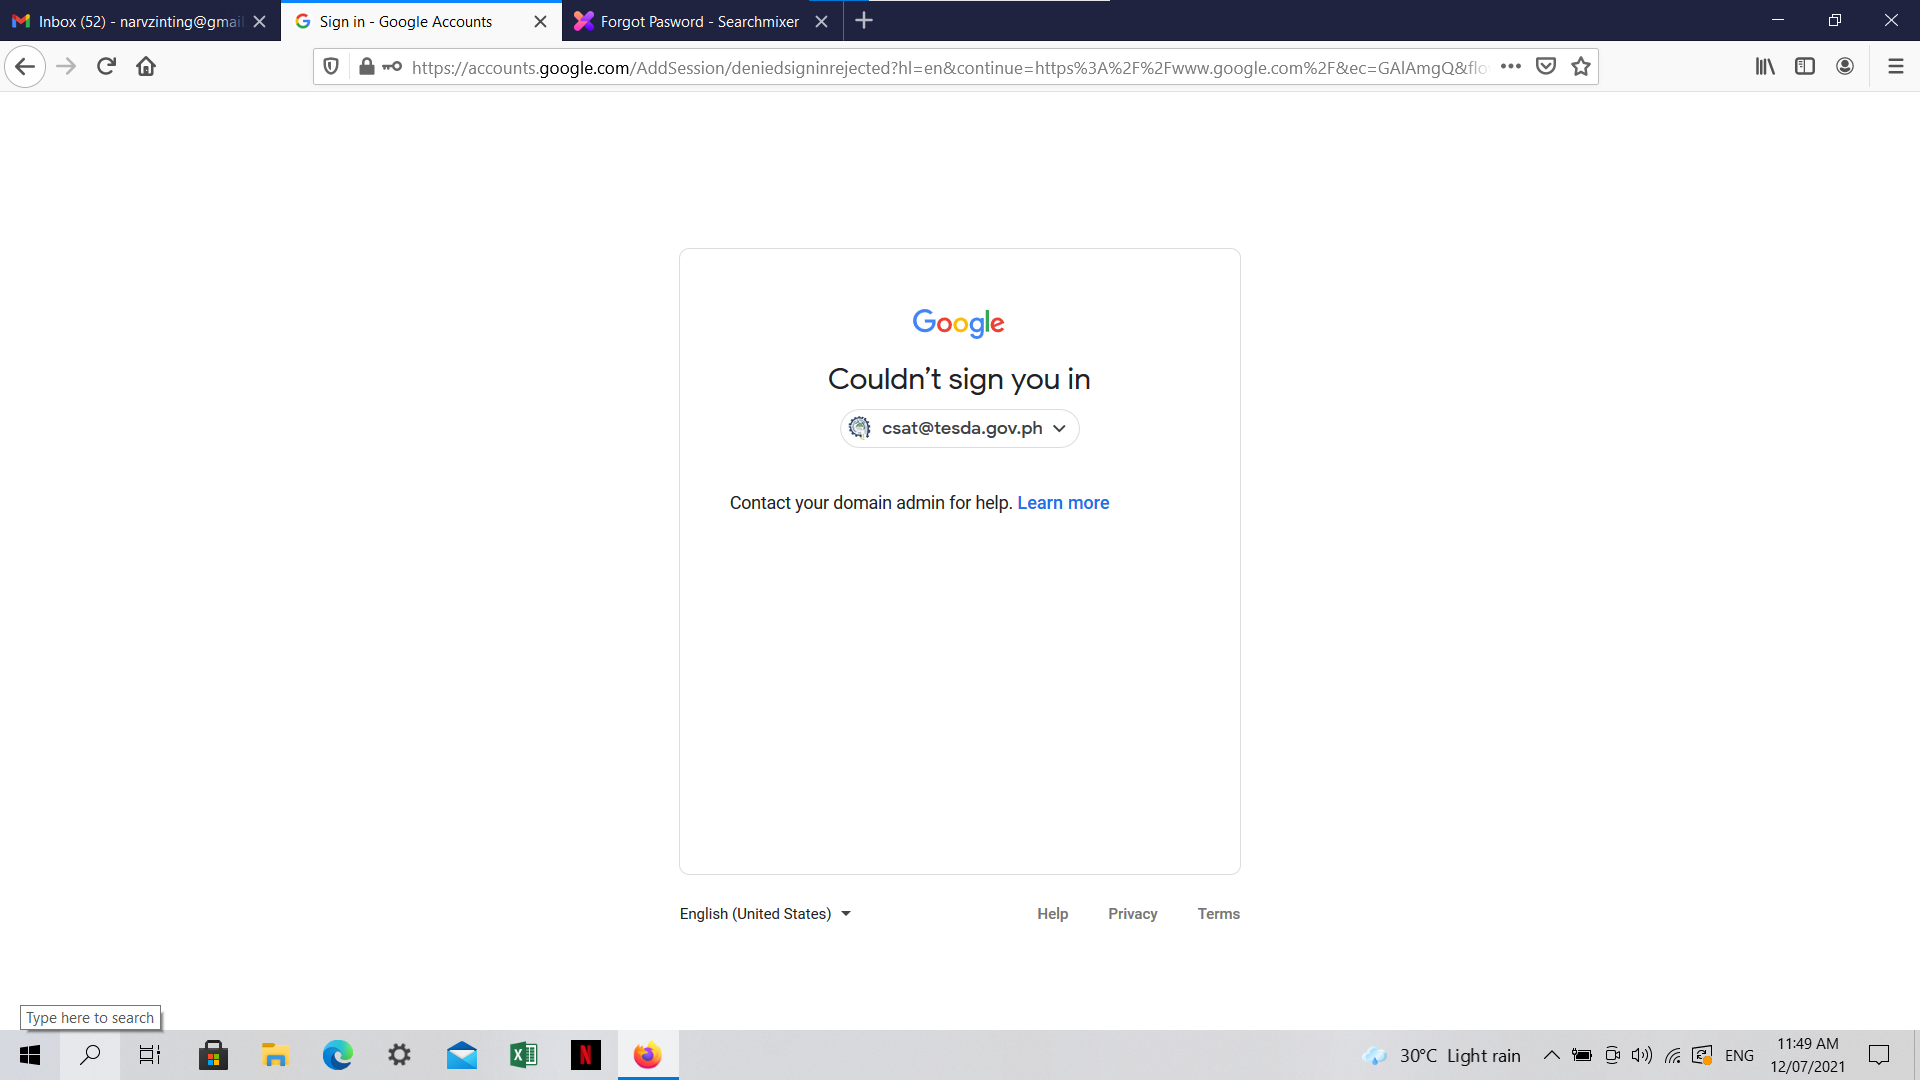 Inbox (52) - narvzinting@gmai
Sign in - Google Accounts
Forgot Pasword - Searchmixer
https://accounts.google.com/AddSession/deniedsigninrejected?hl=en&continue=https%3A%2F%2Fwww.google.com%2F&ec=GAlAmgQ&flo
Google
Couldn't sign you in
csat@tesda.gov.ph
Contact your domain admin for help. Learn more
English (United States)
Help
Privacy
Terms
Type here to search
30°C Light rain
ENG
11:49 AM
12/07/2021